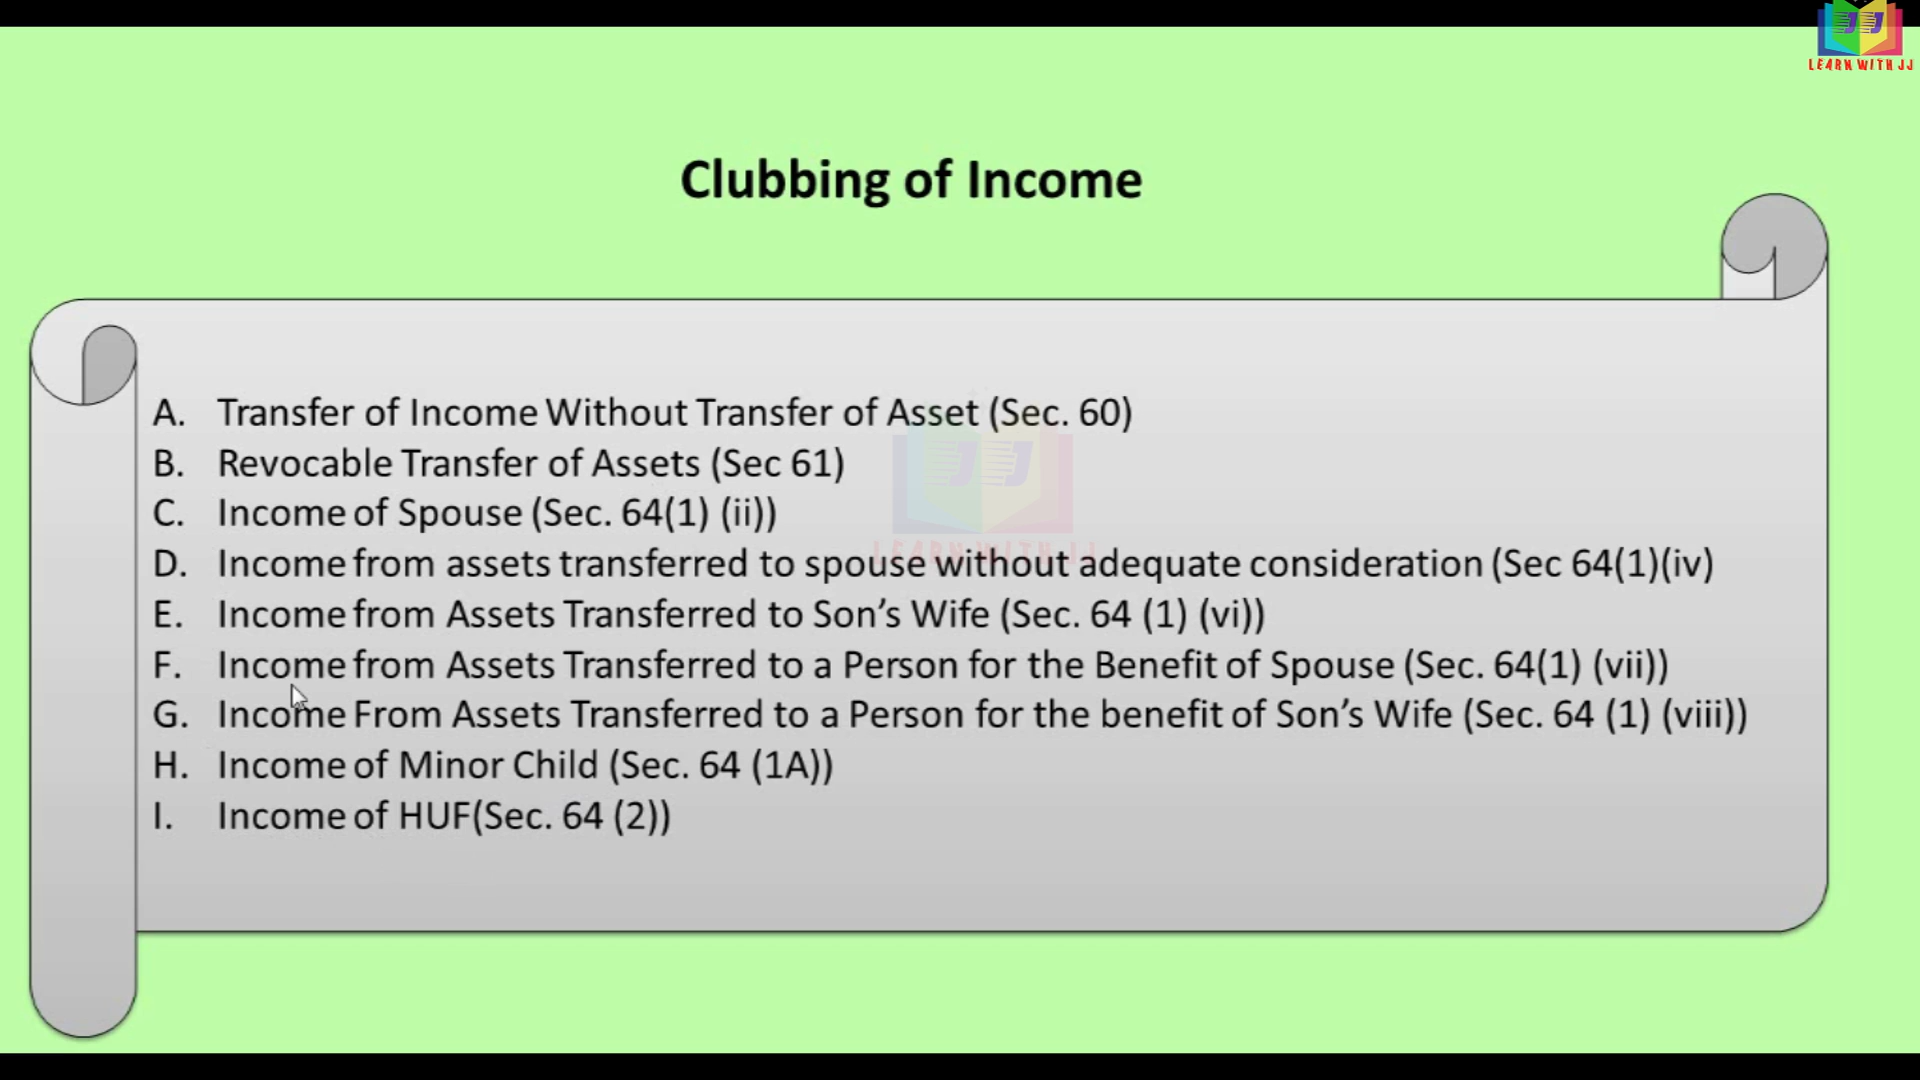 LEARN WITH JJ
Clubbing of Income
A. Transfer of Income Without Transfer of Asset (Sec. 60)
B. Revocable Transfer of Assets (Sec 61)
C. Income of Spouse (Sec. 64(1) (ii))
D. Income from assets transferred to spouse without adequate consideration (Sec 64(1)(iv)
E. Income from Assets Transferred to Son’s Wife (Sec. 64 (1) (vi))
F. Income from Assets Transferred to a Person for the Benefit of Spouse (Sec. 64(1) (vii))
G. Income From Assets Transferred to a Person for the benefit of Son’s Wife (Sec. 64 (1) (viii))
H. Income of Minor Child (Sec. 64 (1A))
I. Income of HUF(Sec. 64 (2))
LEARN WITH JJ